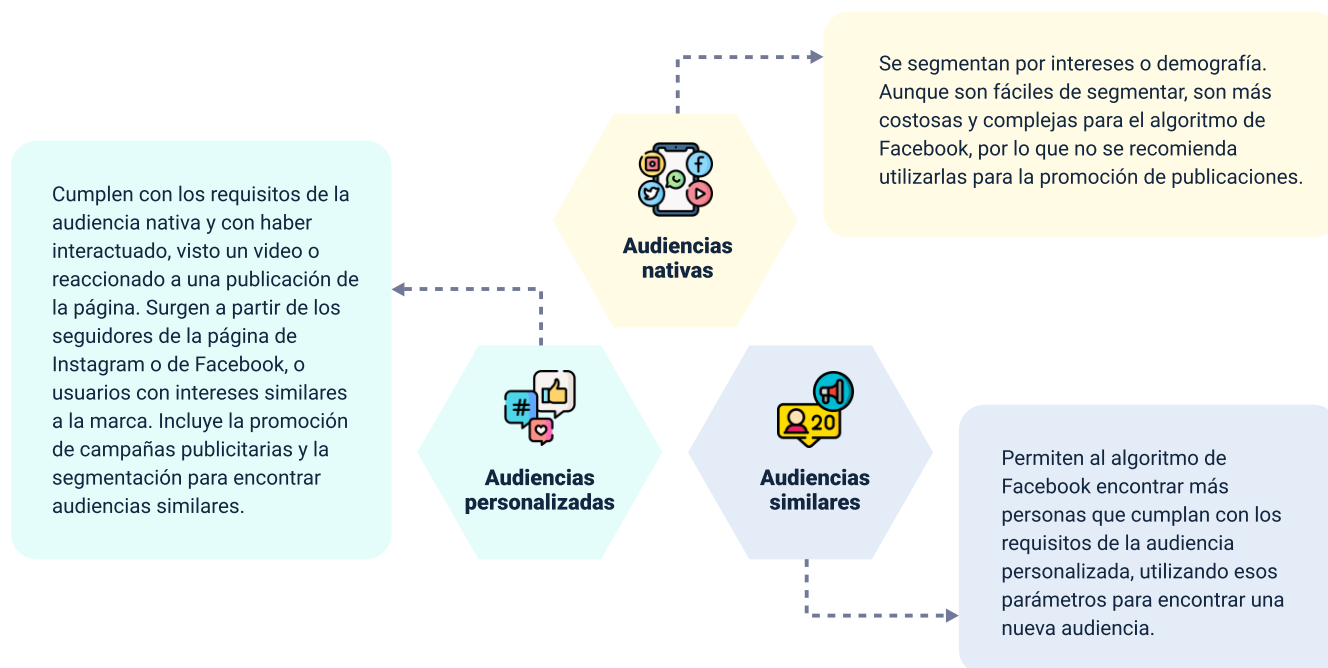 Se segmentan por intereses o demografía.
Aunque son fáciles de segmentar, son más
costosas y complejas para el algoritmo de
Facebook, por lo que no se recomienda
utilizarlas para la promoción de publicaciones.
Audiencias
nativas
Cumplen con los requisitos de la
audiencia nativa y con haber
interactuado, visto un video o
reaccionado a una publicación de
la página. Surgen a partir de los
seguidores de la página de
Instagram o de Facebook, o
usuarios con intereses similares
a la marca. Incluye la promoción
de campañas publicitarias y la
segmentación para encontrar
audiencias similares.
#
Audiencias
personalizadas
20
Audiencias
similares
Permiten al algoritmo de
Facebook encontrar más
personas que cumplan con los
requisitos de la audiencia
personalizada, utilizando esos
parámetros para encontrar una
nueva audiencia.